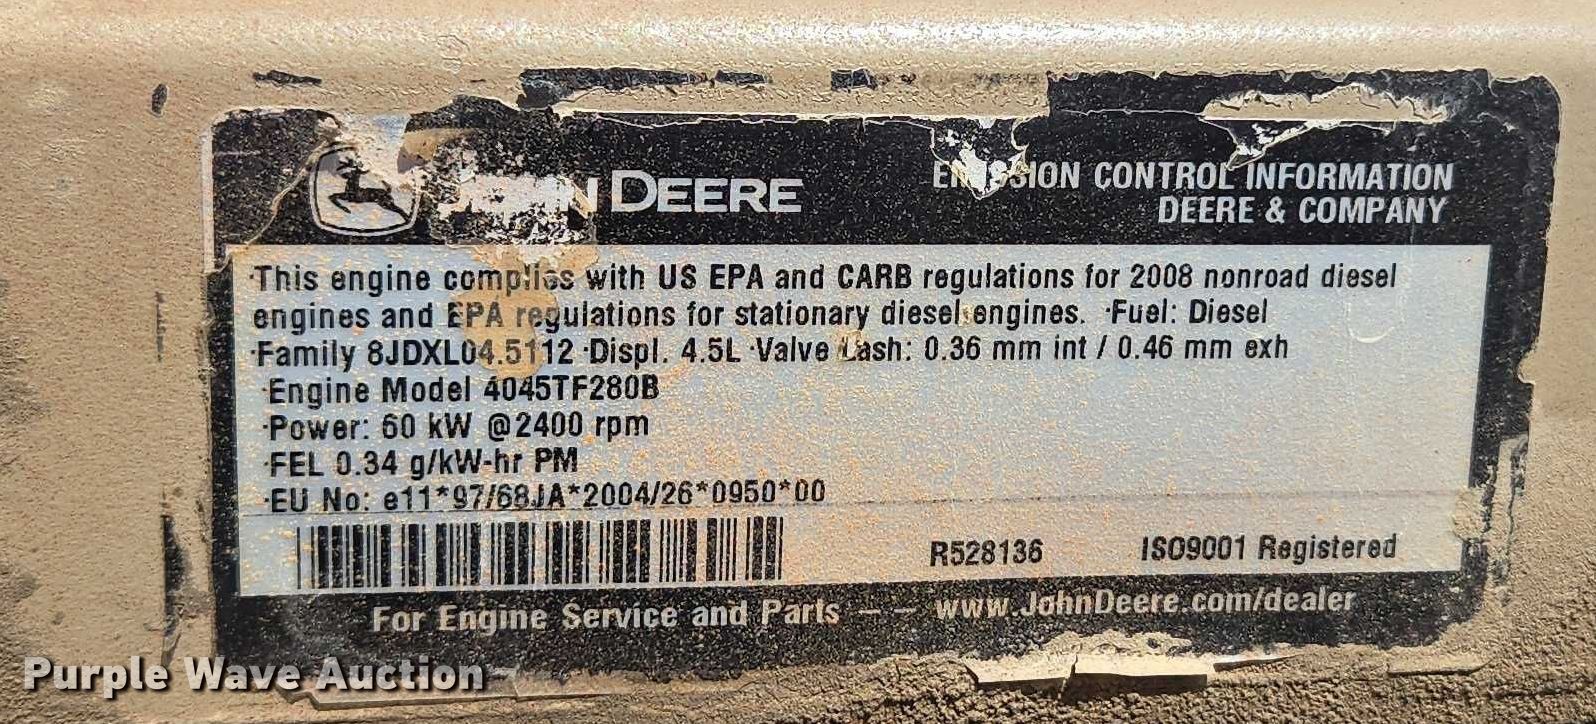 JOHN DEERE
EMISSION CONTROL INFORMATION
DEERE & COMPANY
·This engine complies with US EPA and CARB regulations for 2008 nonroad diesel
engines and EPA regulations for stationary diesel engines. ·Fuel: Diesel
·Family 8JDXL04.5112 ·Displ. 4.5L ·Valve Lash: 0.36 mm int / 0.46 mm exh
·Engine Model 4045TF280B
·Power: 60 kW @2400 rpm
·FEL 0.34 g/kW-hr PM
·EU No: e11*97/68JA*2004/26*0950*00
R528136 ISO9001 Registered
For Engine Service and Parts – – www.JohnDeere.com/dealer
Purple Wave Auction